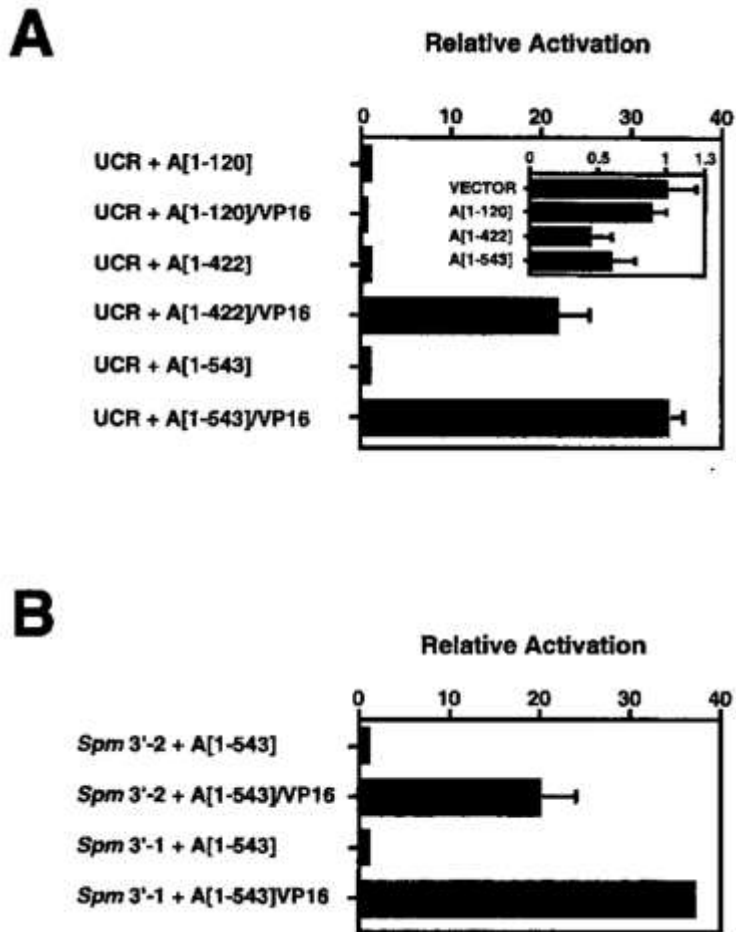 A
Relative Activation
0 10 20 30 40
UCR + A[1-120]
UCR + A[1-120]/VP16
UCR + A[1-422]
UCR + A[1-422]/VP16
UCR + A[1-543]
UCR + A[1-543]/VP16
0 0.5 1 1.3
VECTOR
A[1-120]
A[1-422]
A[1-543]
B
Relative Activation
0 10 20 30 40
Spm 3'-2 + A[1-543]
Spm 3'-2 + A[1-543]/VP16
Spm 3'-1 + A[1-543]
Spm 3'-1 + A[1-543]VP16